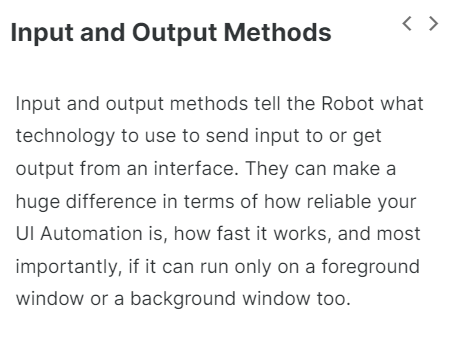 Input and Output Methods
Input and output methods tell the Robot what
technology to use to send input to or get
output from an interface. They can make a
huge difference in terms of how reliable your
UI Automation is, how fast it works, and most
importantly, if it can run only on a foreground
window or a background window too.